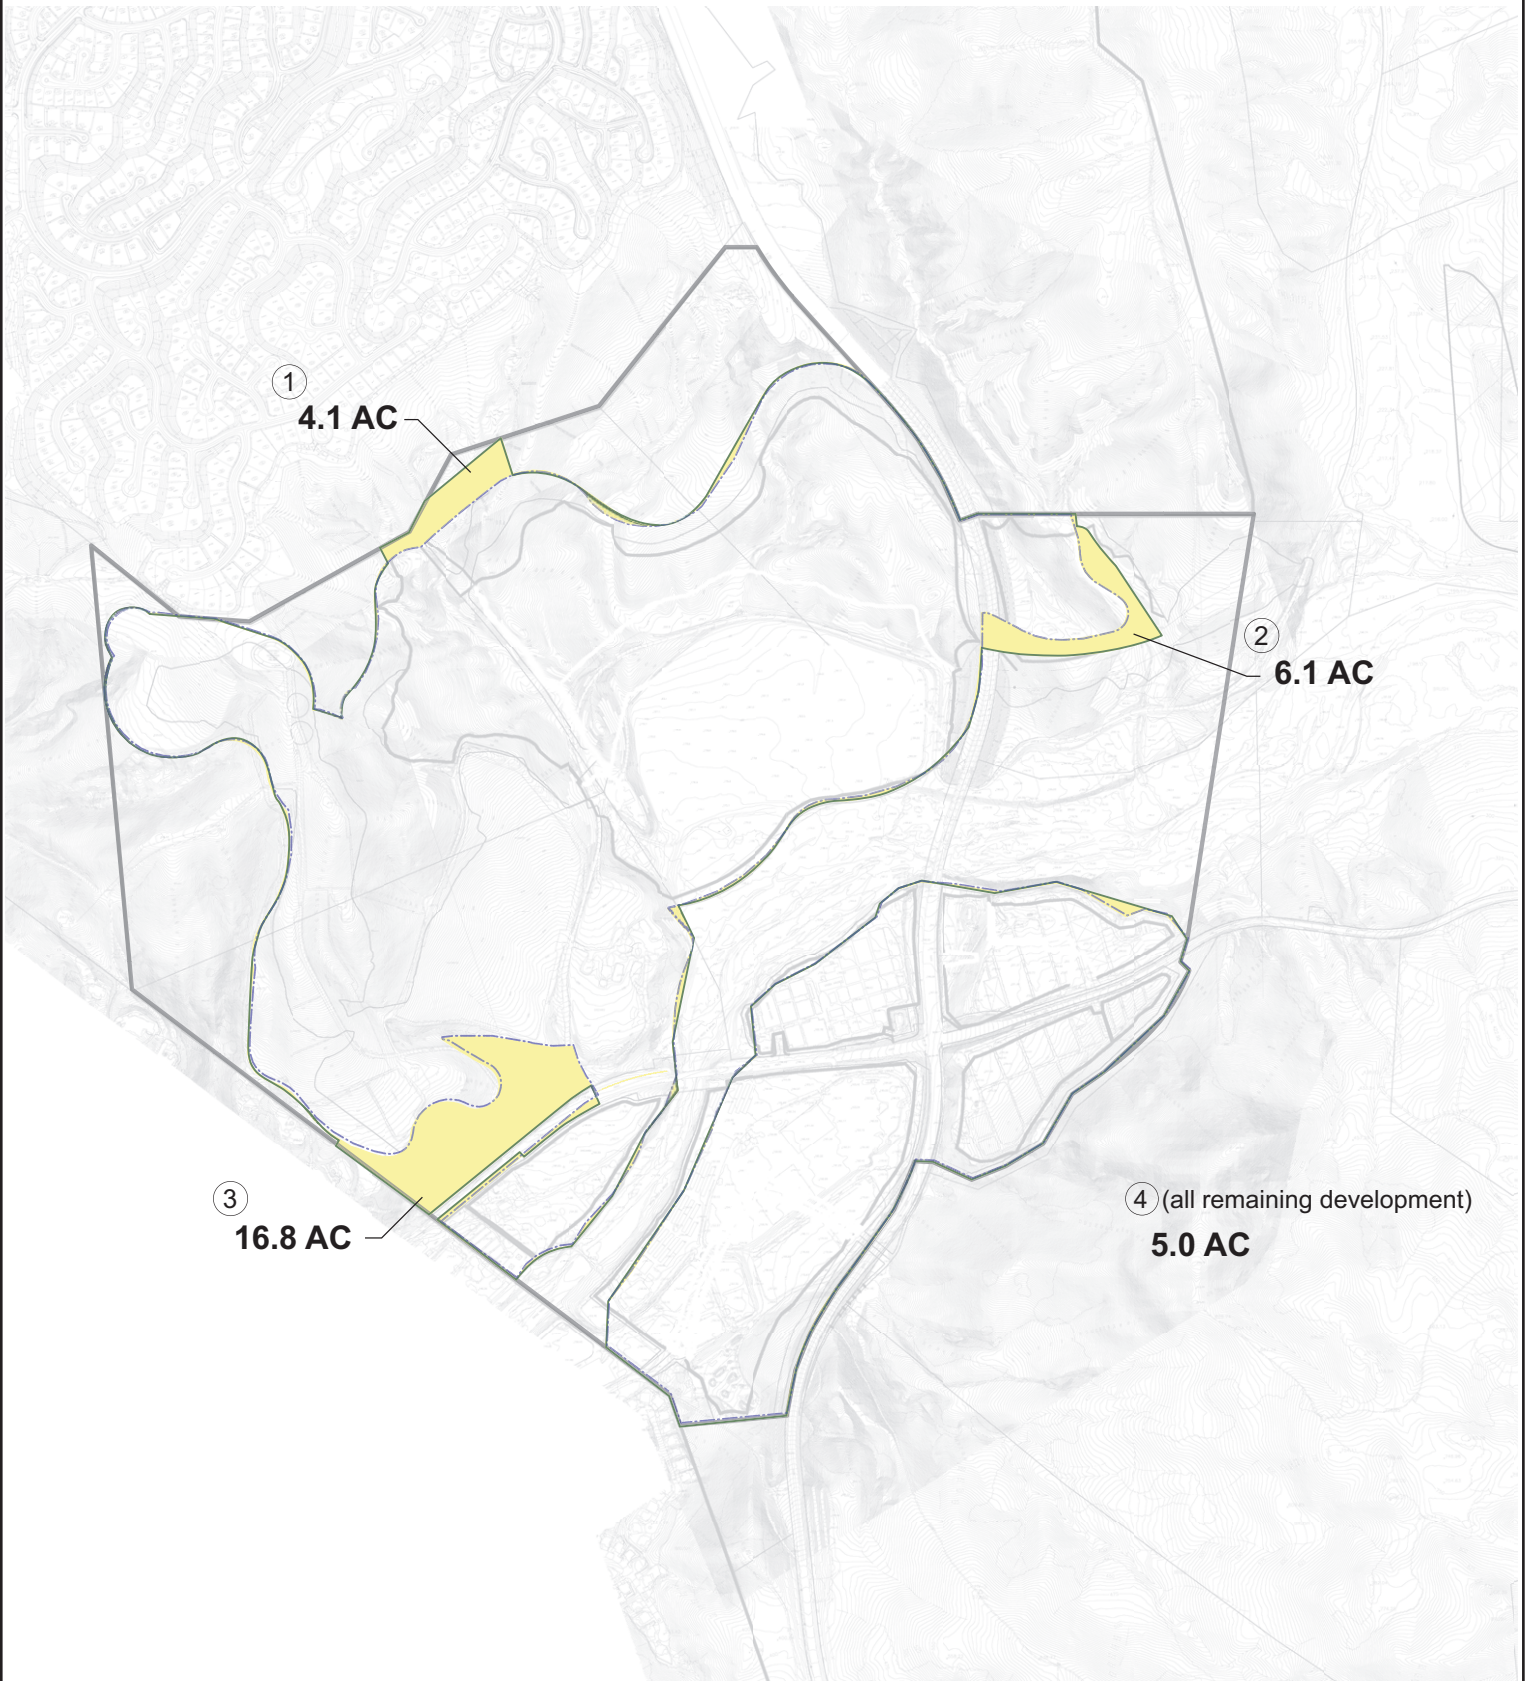 1
4.1 AC
2
6.1 AC
3
16.8 AC
4 (all remaining development)
5.0 AC